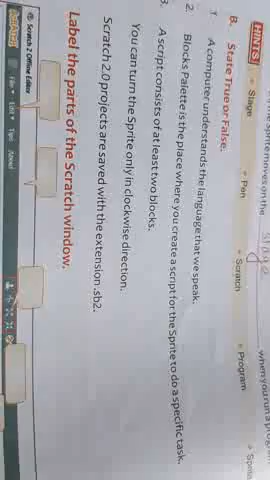 the Sprite moves on the stage when you run a program
HINTS Stage Pen Scratch Program Sprite
B. State True or False.
1. A computer understands the language that we speak.
2. Blocks Palette is the place where you create a script for the Sprite to do a specific task.
3. A script consists of at least two blocks.
You can turn the Sprite only in clockwise direction.
Scratch 2.0 projects are saved with the extension .sb2.
Label the parts of the Scratch window.
Scratch 2 Offline Editor
SCRATCH File Edit Tips About